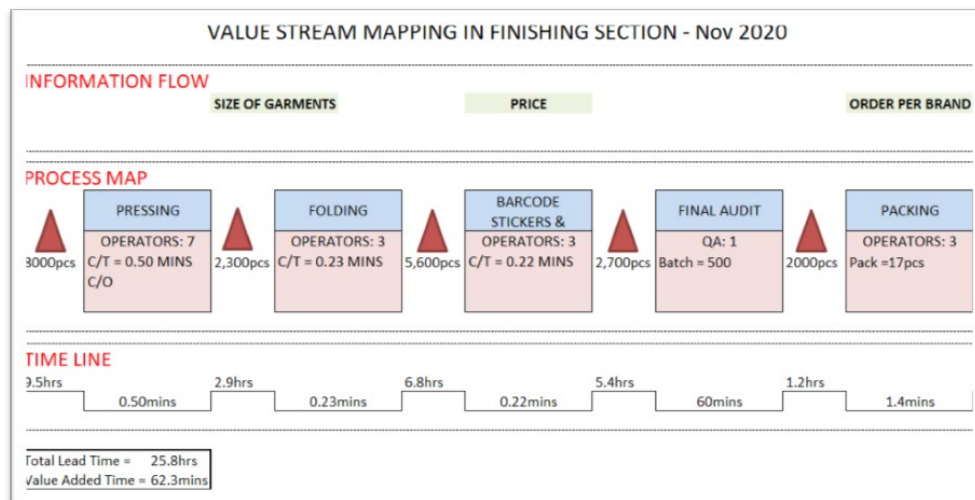 VALUE STREAM MAPPING IN FINISHING SECTION - Nov 2020
INFORMATION FLOW
SIZE OF GARMENTS PRICE ORDER PER BRAND
PROCESS MAP
PRESSING FOLDING BARCODE STICKERS & FINAL AUDIT PACKING
OPERATORS: 7 OPERATORS: 3 OPERATORS: 3 QA: 1 OPERATORS: 3
8000pcs C/T = 0.50 MINS 2,300pcs C/T = 0.23 MINS 5,600pcs C/T = 0.22 MINS 2,700pcs Batch = 500 2000pcs Pack =17pcs
C/O
TIME LINE
9.5hrs 2.9hrs 6.8hrs 5.4hrs 1.2hrs
0.50mins 0.23mins 0.22mins 60mins 1.4mins
Total Lead Time = 25.8hrs
Value Added Time = 62.3mins